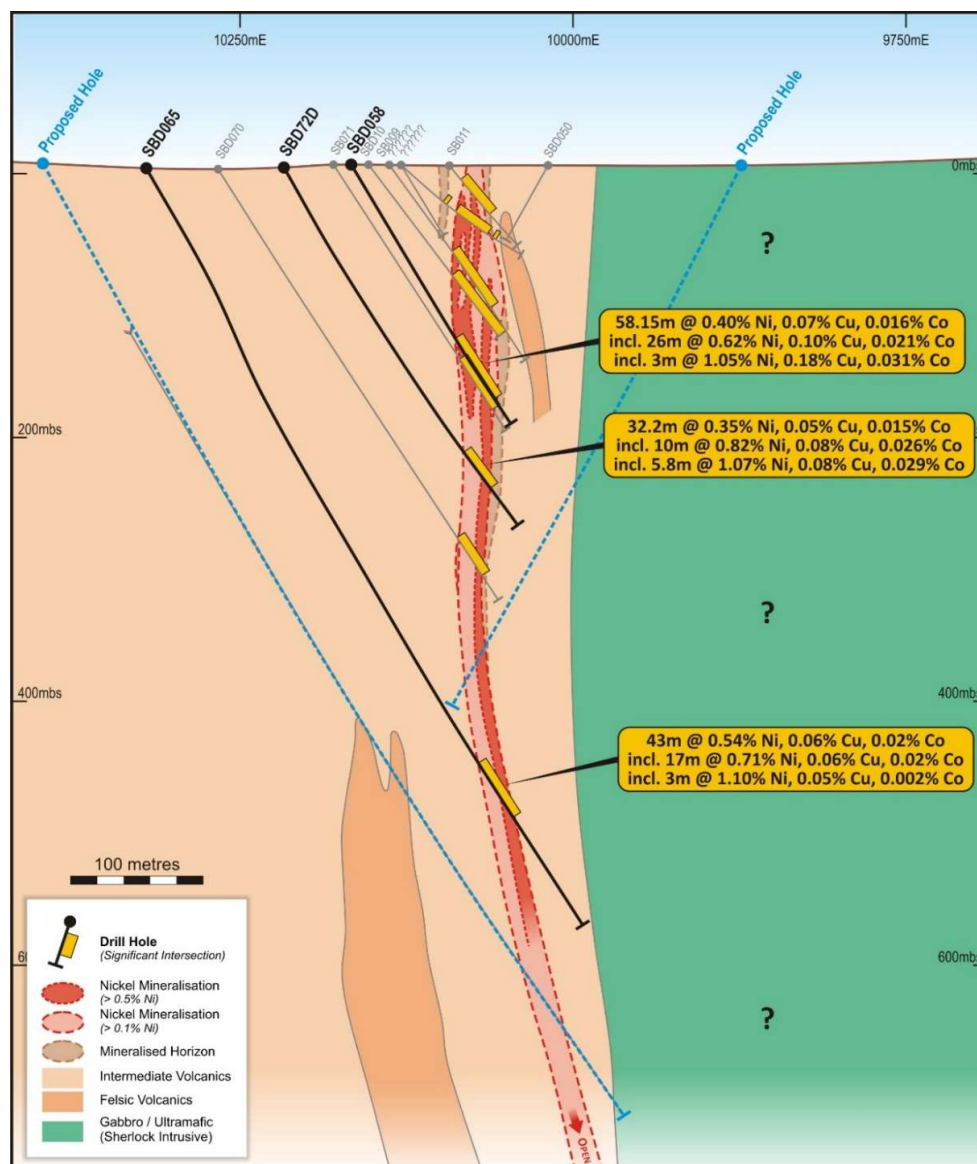 10250mE
10000mE
9750mE
Proposed Hole
SBD065
SBD070
SBD72D
SB071
SBD058
SBD10
SB009
??????
??????
SB011
SBD050
Proposed Hole
0mbs
?
58.15m @ 0.40% Ni, 0.07% Cu, 0.016% Co
incl. 26m @ 0.62% Ni, 0.10% Cu, 0.021% Co
incl. 3m @ 1.05% Ni, 0.18% Cu, 0.031% Co
200mbs
200mbs
32.2m @ 0.35% Ni, 0.05% Cu, 0.015% Co
incl. 10m @ 0.82% Ni, 0.08% Cu, 0.026% Co
incl. 5.8m @ 1.07% Ni, 0.08% Cu, 0.029% Co
?
400mbs
400mbs
43m @ 0.54% Ni, 0.06% Cu, 0.02% Co
incl. 17m @ 0.71% Ni, 0.06% Cu, 0.02% Co
incl. 3m @ 1.10% Ni, 0.05% Cu, 0.002% Co
100 metres
600mbs
?
Drill Hole
(Significant Intersection)
Nickel Mineralisation
(> 0.5% Ni)
Nickel Mineralisation
(> 0.1% Ni)
Mineralised Horizon
Intermediate Volcanics
Felsic Volcanics
Gabbro / Ultramafic
(Sherlock Intrusive)
OPEN